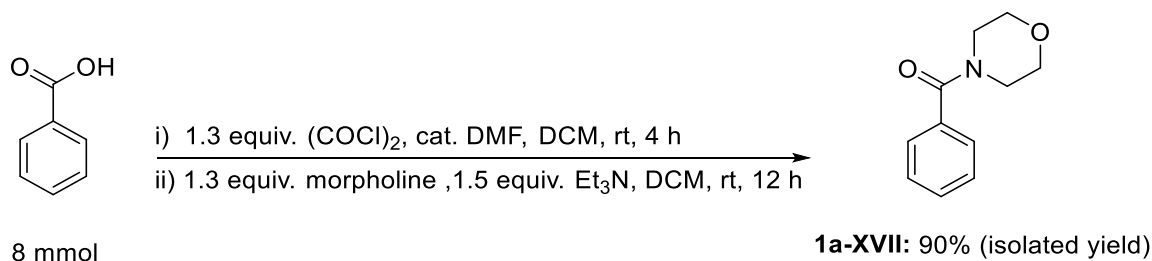 O OH
i) 1.3 equiv. (COCl)₂, cat. DMF, DCM, rt, 4 h
ii) 1.3 equiv. morpholine ,1.5 equiv. Et₃N, DCM, rt, 12 h
8 mmol
O
O N
1a-XVII: 90% (isolated yield)